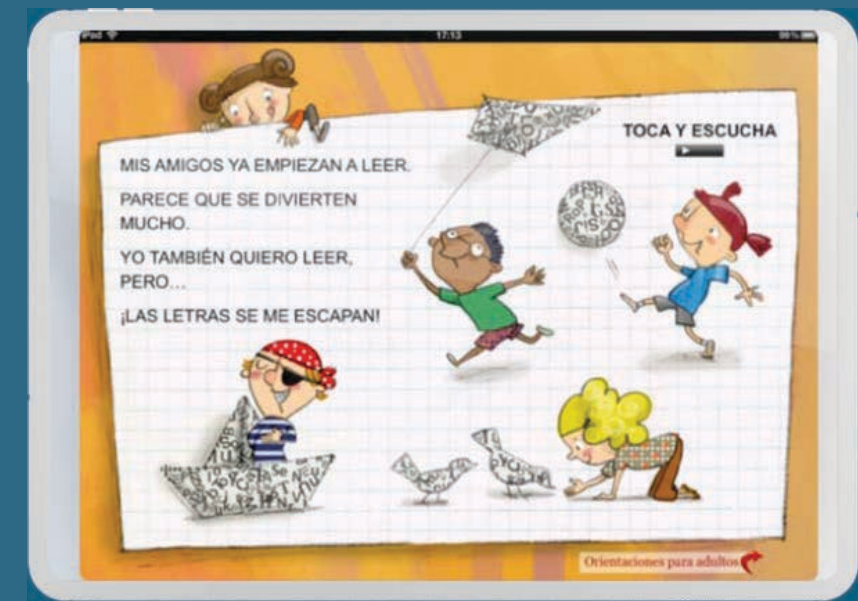 iPad
17:13
TOCA Y ESCUCHA
MIS AMIGOS YA EMPIEZAN A LEER.
PARECE QUE SE DIVIERTEN
MUCHO.
YO TAMBIÉN QUIERO LEER,
PERO...
¡LAS LETRAS SE ME ESCAPAN!
Orientaciones para adultos